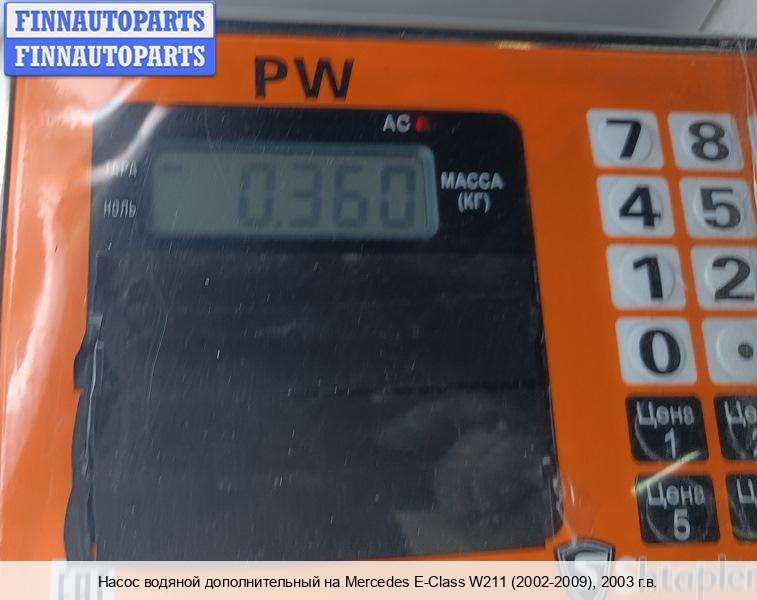 FINNAUTOPARTS
FINNAUTOPARTS
PW
AC
ТАРА
НОЛЬ
0.360
МАССА
(КГ)
7 8
4 5
1 2
0 .
Цена
1
Цена
5
Shtapler
Насос водяной дополнительный на Mercedes E-Class W211 (2002-2009), 2003 г.в.